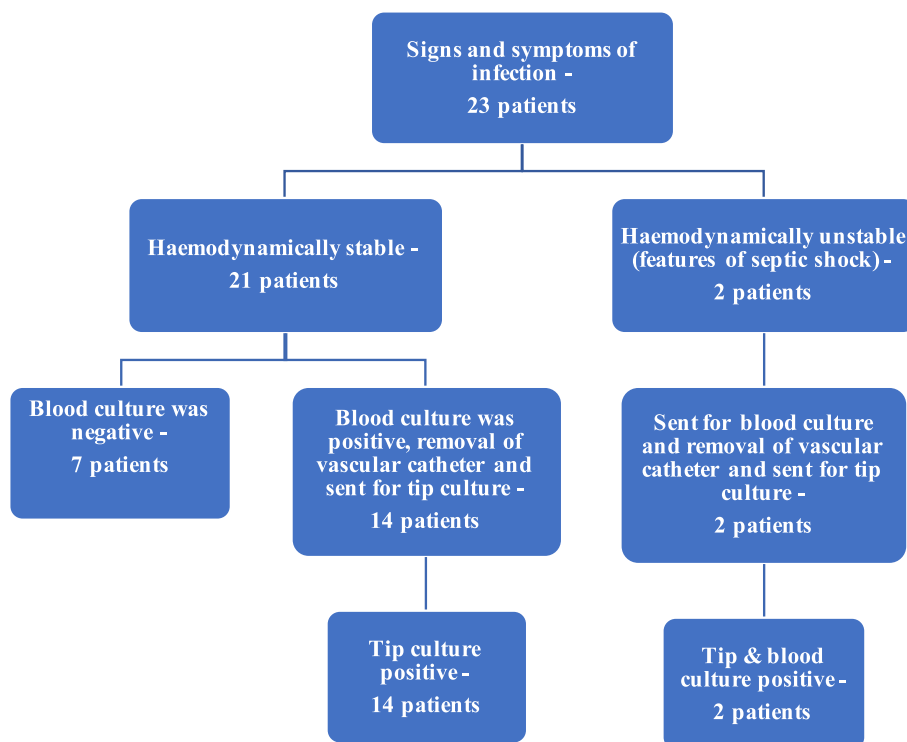 Signs and symptoms of
infection -
23 patients
Haemodynamically stable -
21 patients
Haemodynamically unstable
(features of septic shock) -
2 patients
Blood culture was
negative -
7 patients
Blood culture was
positive, removal of
vascular catheter and
sent for tip culture -
14 patients
Sent for blood culture
and removal of vascular
catheter and sent for tip
culture -
2 patients
Tip culture
positive -
14 patients
Tip & blood
culture positive -
2 patients